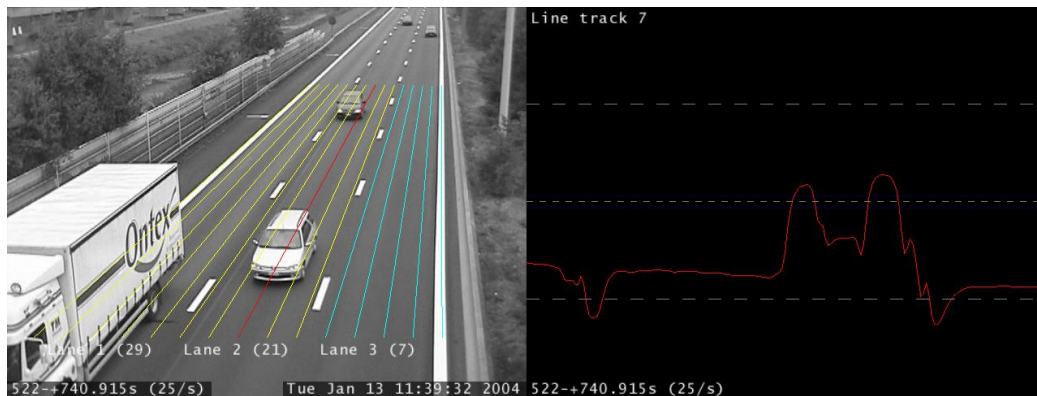 Line track 7
Ontex
Lane 1 (29) Lane 2 (21) Lane 3 (7)
522-+740.915s (25/s) Tue Jan 13 11:39:32 2004 522-+740.915s (25/s)